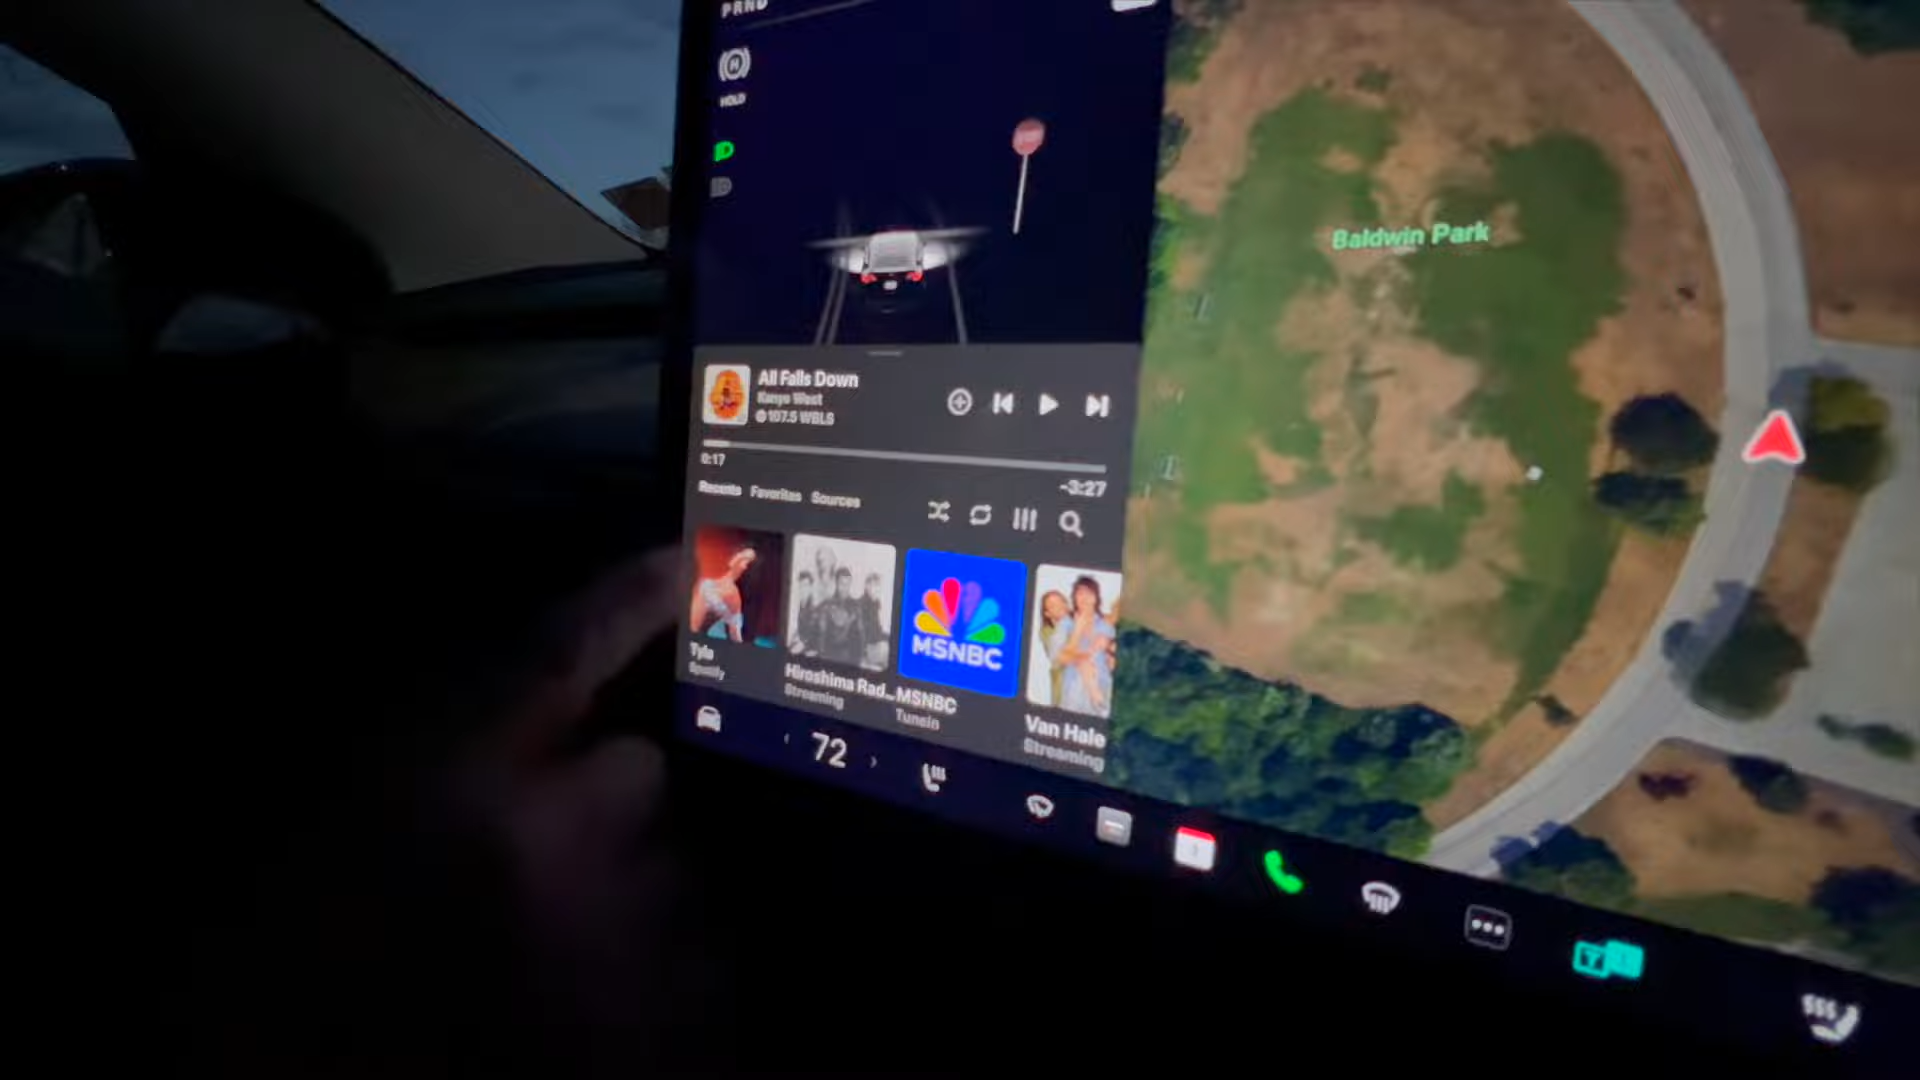 PRND
HOLD
Baldwin Park
All Falls Down
Kanye West
107.5 WBLS
0:17
-3:27
Recents Favorites Sources
MSNBC
Tyla
Spotify
Hiroshima Rad...
Streaming
MSNBC
TuneIn
Van Hale
Streaming
72